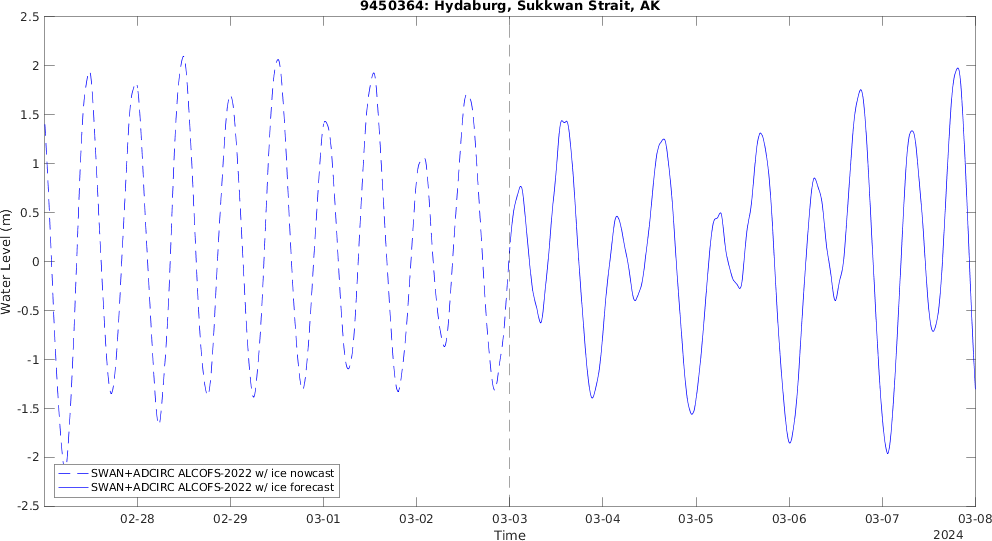 9450364: Hydaburg, Sukkwan Strait, AK
2.5
2
1.5
1
0.5
0
-0.5
-1
-1.5
-2
-2.5
Water Level (m)
SWAN+ADCIRC ALCOFS-2022 w/ ice nowcast
SWAN+ADCIRC ALCOFS-2022 w/ ice forecast
02-28 02-29 03-01 03-02 03-03 03-04 03-05 03-06 03-07 03-08
Time
2024